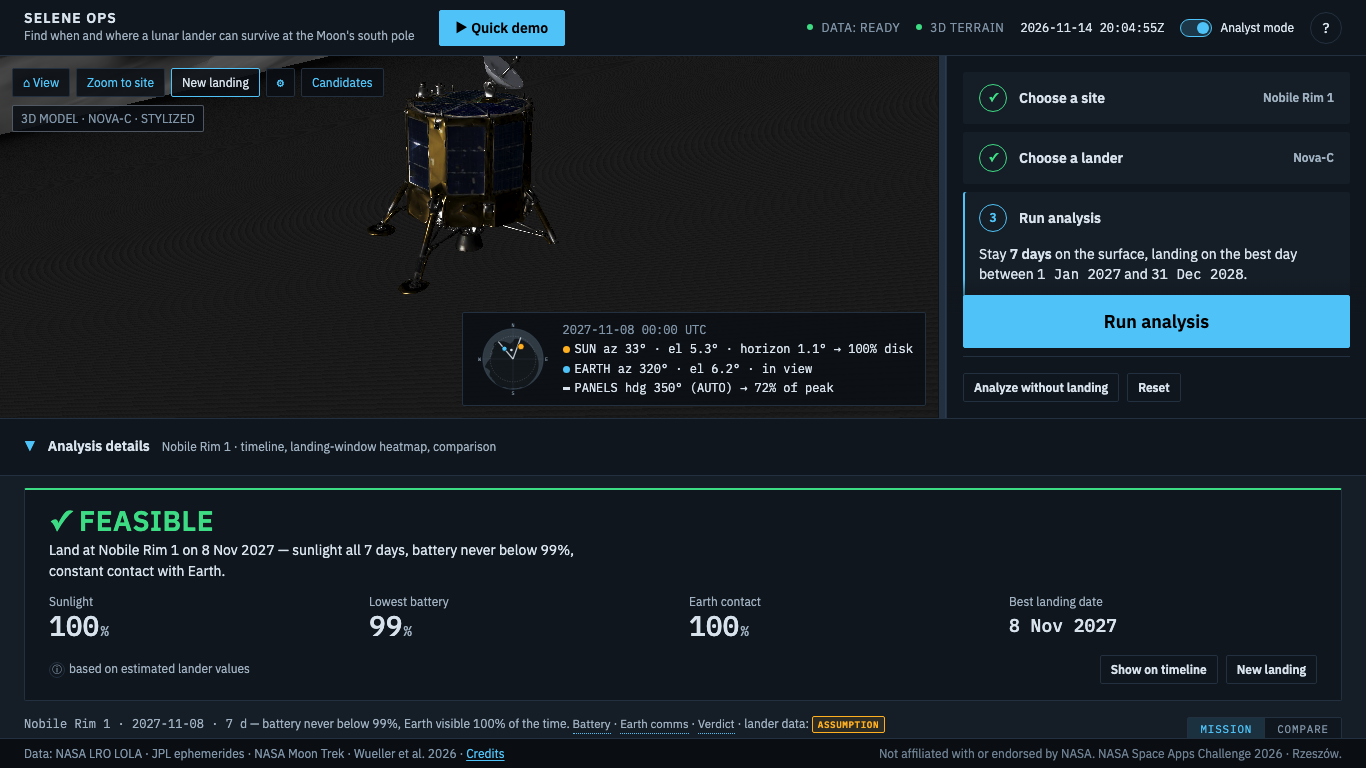 SELENE OPS
Find when and where a lunar lander can survive at the Moon's south pole
▶ Quick demo
DATA: READY
3D TERRAIN
2026-11-14 20:04:55Z
Analyst mode
?
⌂ View
Zoom to site
New landing
⚙
Candidates
3D MODEL · NOVA-C · STYLIZED
2027-11-08 00:00 UTC
SUN az 33° · el 5.3° · horizon 1.1° → 100% disk
EARTH az 320° · el 6.2° · in view
PANELS hdg 350° (AUTO) → 72% of peak
✓ Choose a site Nobile Rim 1
✓ Choose a lander Nova-C
3 Run analysis
Stay 7 days on the surface, landing on the best day
between 1 Jan 2027 and 31 Dec 2028.
Run analysis
Analyze without landing
Reset
▼ Analysis details Nobile Rim 1 · timeline, landing-window heatmap, comparison
✓ FEASIBLE
Land at Nobile Rim 1 on 8 Nov 2027 — sunlight all 7 days, battery never below 99%,
constant contact with Earth.
Sunlight
100%
Lowest battery
99%
Earth contact
100%
Best landing date
8 Nov 2027
ⓘ based on estimated lander values
Show on timeline
New landing
Nobile Rim 1 · 2027-11-08 · 7 d — battery never below 99%, Earth visible 100% of the time. Battery · Earth comms · Verdict · lander data: ASSUMPTION
MISSION
COMPARE
Data: NASA LRO LOLA · JPL ephemerides · NASA Moon Trek · Wueller et al. 2026 · Credits
Not affiliated with or endorsed by NASA. NASA Space Apps Challenge 2026 · Rzeszów.